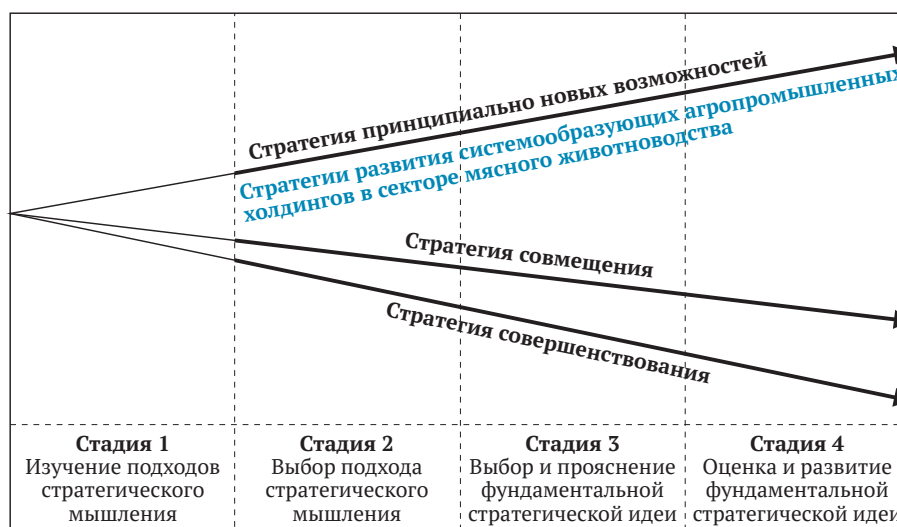 Стратегия принципиально новых возможностей
Стратегии развития системообразующих агропромышленных
холдингов в секторе мясного животноводства
Стратегия совмещения
Стратегия совершенствования
Стадия 1
Изучение подходов
стратегического
мышления
Стадия 2
Выбор подхода
стратегического
мышления
Стадия 3
Выбор и прояснение
фундаментальной
стратегической идеи
Стадия 4
Оценка и развитие
фундаментальной
стратегической идеи